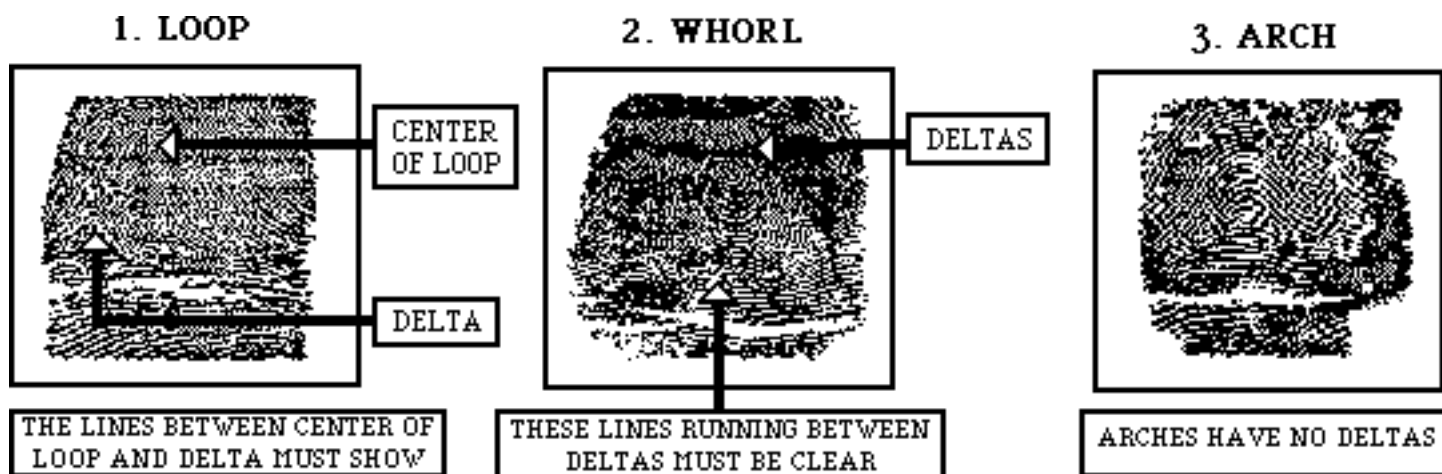 1. LOOP
CENTER
OF LOOP
DELTA
THE LINES BETWEEN CENTER OF
LOOP AND DELTA MUST SHOW
2. WHORL
DELTAS
THESE LINES RUNNING BETWEEN
DELTAS MUST BE CLEAR
3. ARCH
ARCHES HAVE NO DELTAS